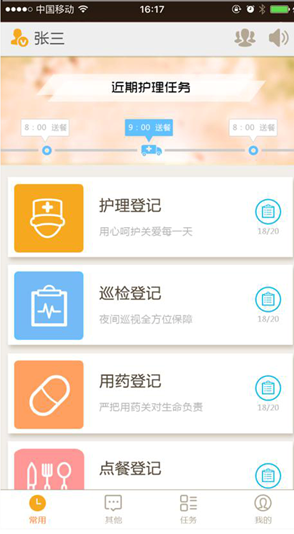 中国移动 16:17
张三
近期护理任务
8:00 送餐 9:00 送餐 8:00 送餐
护理登记
用心呵护关爱每一天
18/20
巡检登记
夜间巡视全方位保障
18/20
用药登记
严把用药关对生命负责
18/20
点餐登记
常用 其他 任务 我的